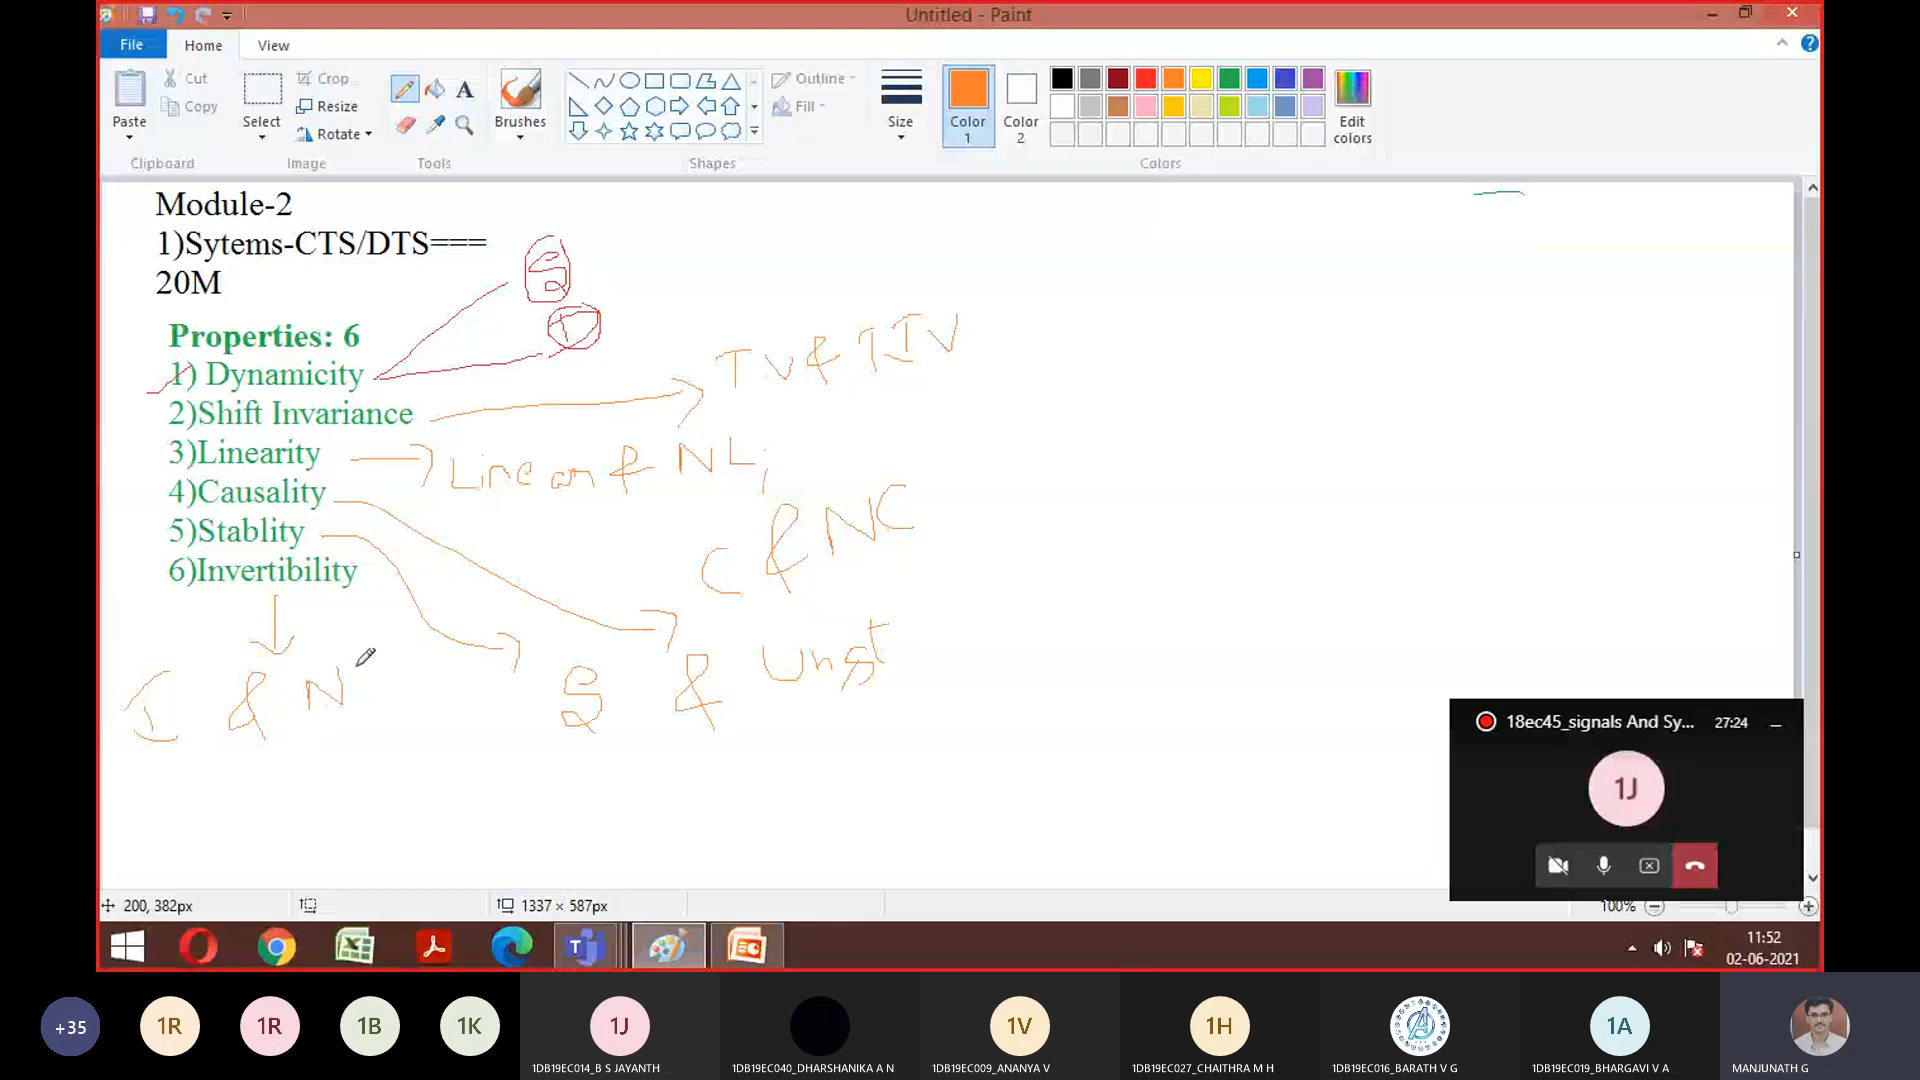 Untitled - Paint
File Home View
Cut
Copy
Paste
Clipboard
Select
Crop
Resize
Rotate
Image
A
Tools
Brushes
Shapes
Outline
Fill
Size
Color
1
Color
2
Edit
colors
Colors
Module-2
1)Sytems-CTS/DTS===
20M
Properties: 6
1) Dynamicity
2)Shift Invariance
3)Linearity
4)Causality
5)Stablity
6)Invertibility
S
D
TV & TIV
Linear & NL,
C & NC
S & Unst
I & N
18ec45_signals And Sy... 27:24
1J
200, 382px
1337 × 587px
100%
11:52
02-06-2021
+35
1R
1R
1B
1K
1J
1V
1H
1A
1DB19EC014_B S JAYANTH
1DB19EC040_DHARSHANIKA A N
1DB19EC009_ANANYA V
1DB19EC027_CHAITHRA M H
1DB19EC016_BARATH V G
1DB19EC019_BHARGAVI V A
MANJUNATH G